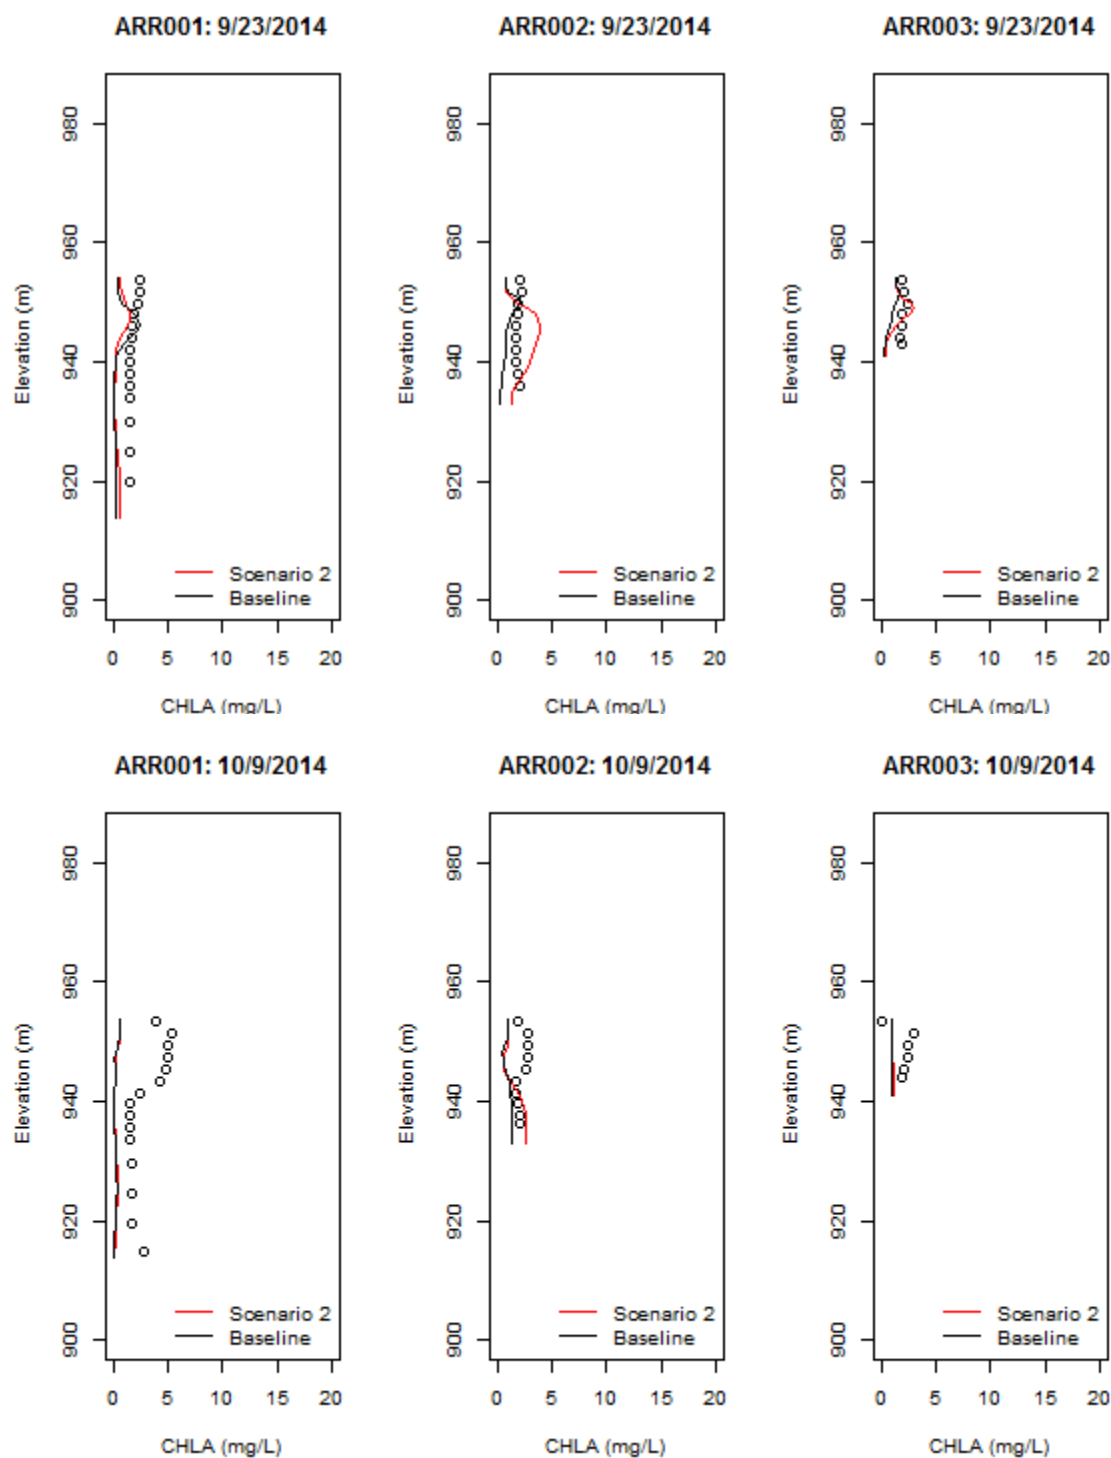 ARR001: 9/23/2014
ARR002: 9/23/2014
ARR003: 9/23/2014
Elevation (m)
980
960
940
920
900
Scenario 2
Baseline
0 5 10 15 20
CHLA (mg/L)
Elevation (m)
980
960
940
920
900
Scenario 2
Baseline
0 5 10 15 20
CHLA (mg/L)
Elevation (m)
980
960
940
920
900
Scenario 2
Baseline
0 5 10 15 20
CHLA (mg/L)
ARR001: 10/9/2014
ARR002: 10/9/2014
ARR003: 10/9/2014
Elevation (m)
980
960
940
920
900
Scenario 2
Baseline
0 5 10 15 20
CHLA (mg/L)
Elevation (m)
980
960
940
920
900
Scenario 2
Baseline
0 5 10 15 20
CHLA (mg/L)
Elevation (m)
980
960
940
920
900
Scenario 2
Baseline
0 5 10 15 20
CHLA (mg/L)